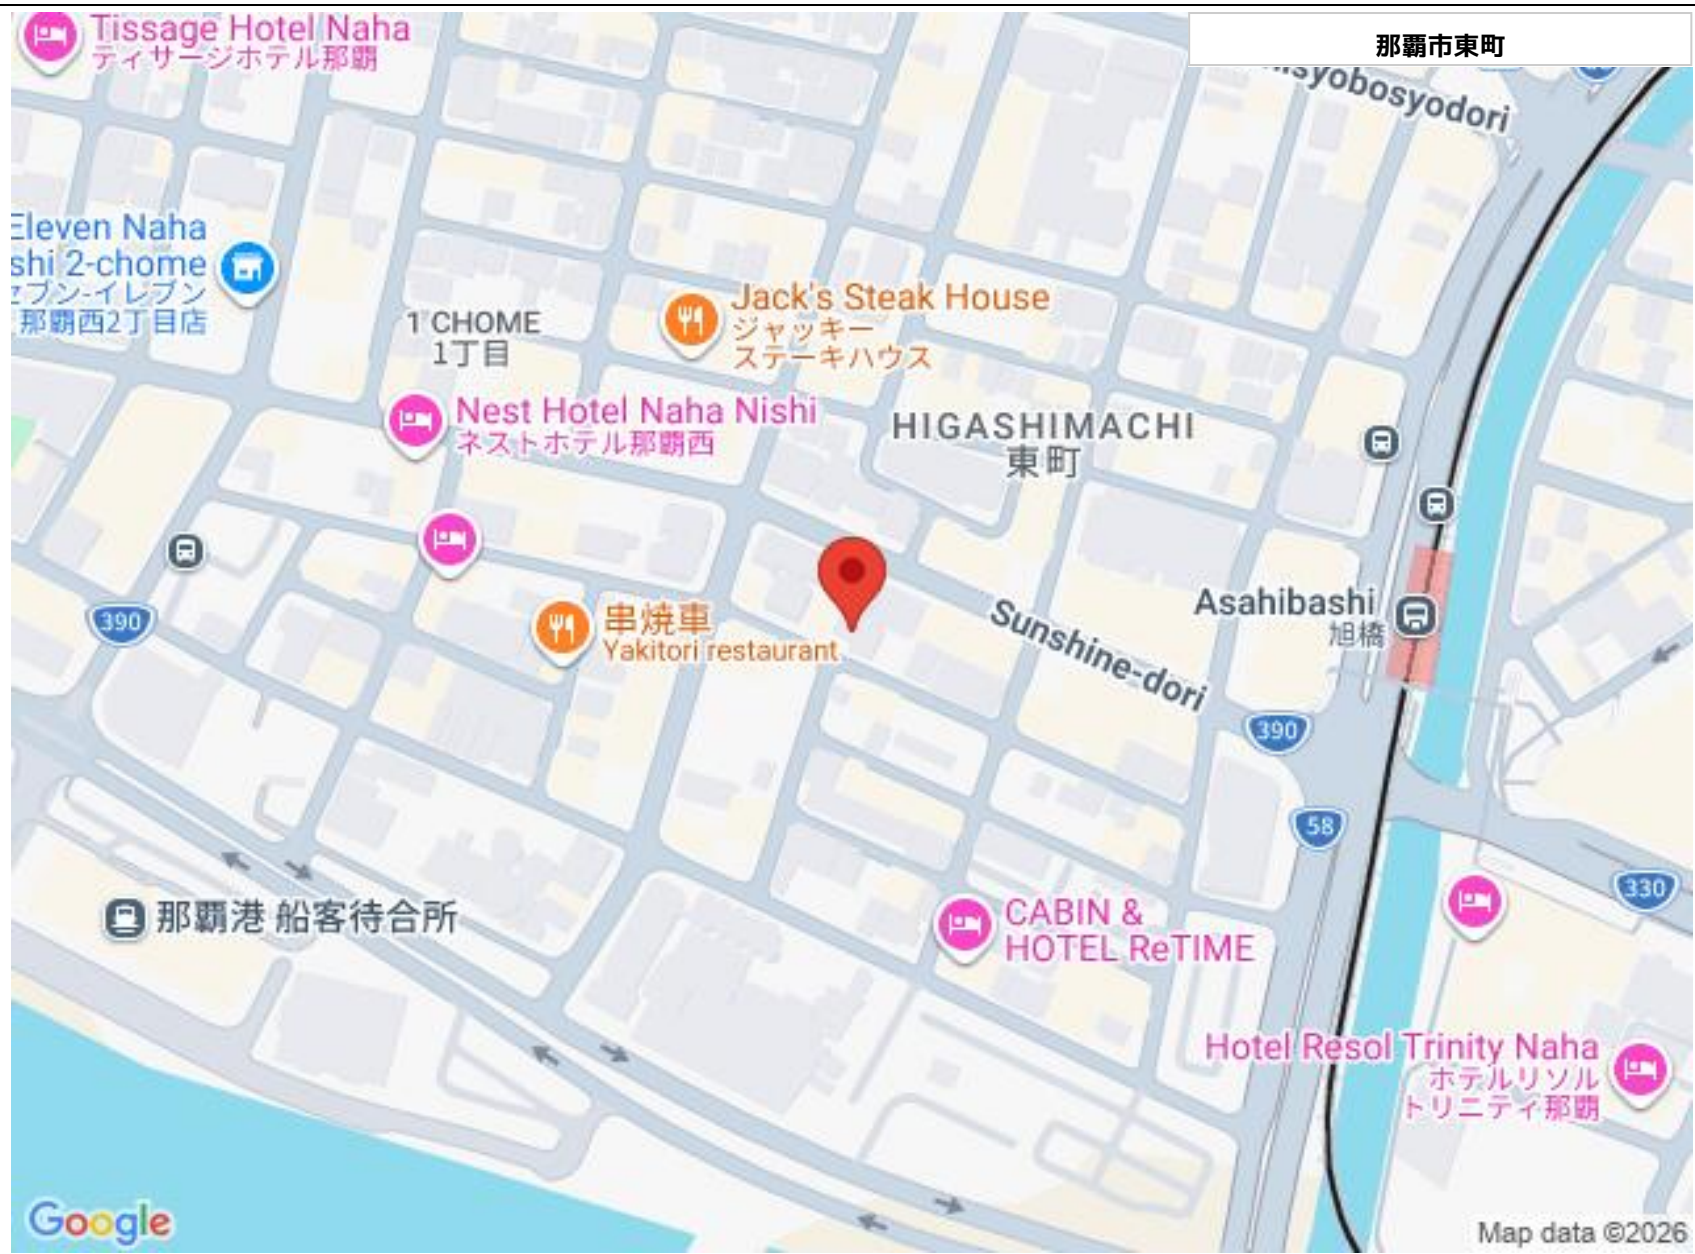 Tissage Hotel Naha
ティサージホテル那覇
那覇市東町
syobosyodori
Eleven Naha
shi 2-chome
セブン-イレブン
那覇西2丁目店
1 CHOME
1丁目
Jack's Steak House
ジャッキー
ステーキハウス
Nest Hotel Naha Nishi
ネストホテル那覇西
HIGASHIMACHI
東町
390
串焼車
Yakitori restaurant
Sunshine-dori
Asahibashi
旭橋
390
58
330
那覇港 船客待合所
CABIN &
HOTEL ReTIME
Hotel Resol Trinity Naha
ホテルリソル
トリニティ那覇
Google
Map data ©2026